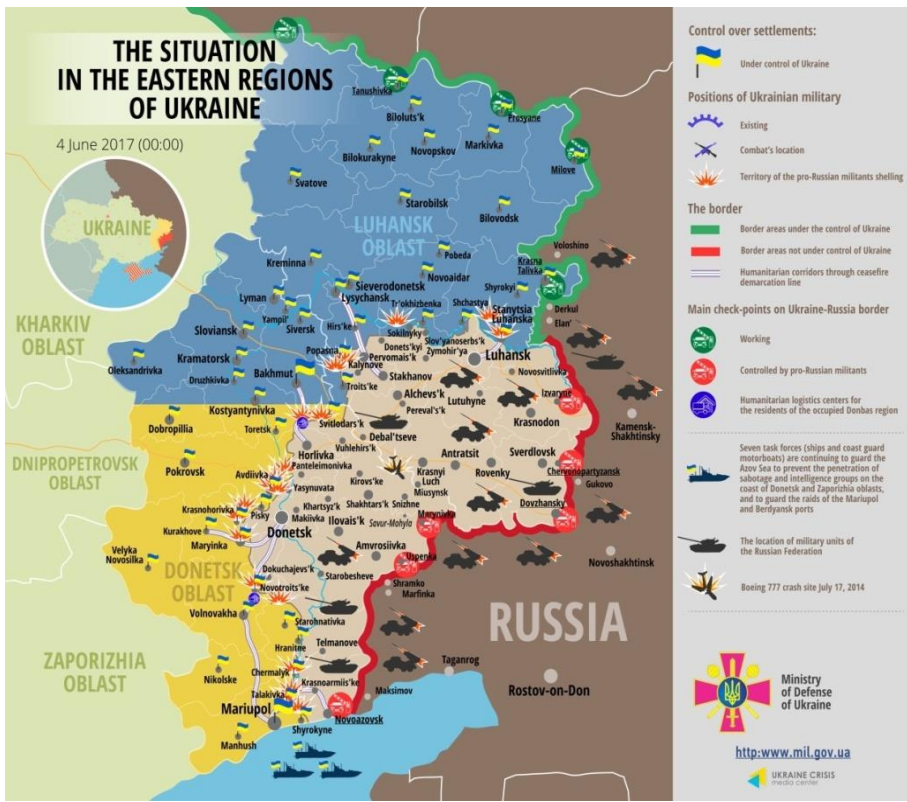 THE SITUATION
IN THE EASTERN REGIONS
OF UKRAINE
4 June 2017 (00:00)
UKRAINE
KHARKIV
OBLAST
DNIPROPETROVSK
OBLAST
ZAPORIZHIA
OBLAST
LUHANSK
OBLAST
DONETSK
OBLAST
RUSSIA
Tanushivka
Biloluts'k
Prosyane
Bilokurakyne
Novopskov
Markivka
Milove
Svatove
Starobilsk
Bilovodsk
Voloshino
Kreminna
Pobeda
Krasna
Talivka
Sieverodonetsk
Novoaidar
Lyman
Lysychansk
Shyrokyi
Yampil'
Siversk
Tr'okhizbenka
Shchastya
Stanytsia
Luhanska
Derkul
Sloviansk
Hirs'ke
Sokilnyky
Elan'
Donets'kyi
Slov'yanoserbs'k
Popasna
Pervomais'k
Zymohir'ya
Luhansk
Kramatorsk
Kalynove
Oleksandrivka
Druzhkivka
Bakhmut
Troits'ke
Stakhanov
Novosvitlivka
Izvaryne
Kostyantynivka
Alchevs'k
Lutuhyne
Pereval's'k
Krasnodon
Kamensk-
Shakhtinsky
Dobropillia
Toretsk
Svitlodars'k
Debal'tseve
Horlivka
Vuhlehirs'k
Antratsit
Sverdlovsk
Pokrovsk
Panteleimonivka
Chervonopartyzansk
Avdiivka
Kirovs'ke
Krasnyi
Luch
Rovenky
Gukovo
Yasynuvata
Miusynsk
Krasnohorivka
Khartsyz'k
Shakhtars'k
Snizhne
Dovzhansky
Pisky
Makiivka
Savur-Mohyla
Marynivka
Kurakhove
Donetsk
Ilovais'k
Maryinka
Amvrosiivka
Velyka
Novosilka
Uspenka
Novoshakhtinsk
Dokuchajevs'k
Starobesheve
Shramko
Novotroits'ke
Marfinka
Volnovakha
Starohnativka
Hranitne
Telmanove
Chermalyk
Taganrog
Nikolske
Krasnoarmiis'ke
Rostov-on-Don
Talakivka
Maksimov
Mariupol
Novoazovsk
Shyrokyne
Manhush
Control over settlements:
Under control of Ukraine
Positions of Ukrainian military
Existing
Combat's location
Territory of the pro-Russian militants shelling
The border
Border areas under the control of Ukraine
Border areas not under control of Ukraine
Humanitarian corridors through ceasefire
demarcation line
Main check-points on Ukraine-Russia border
Working
Controlled by pro-Russian militants
Humanitarian logistics centers for
the residents of the occupied Donbas region
Seven task forces (ships and coast guard
motorboats) are continuing to guard the
Azov Sea to prevent the penetration of
sabotage and intelligence groups on the
coast of Donetsk and Zaporizhia oblasts,
and to guard the raids of the Mariupol
and Berdyansk ports
The location of military units of
the Russian Federation
Boeing 777 crash site July 17, 2014
Ministry
of Defense
of Ukraine
http:www.mil.gov.ua
UKRAINE CRISIS
media center